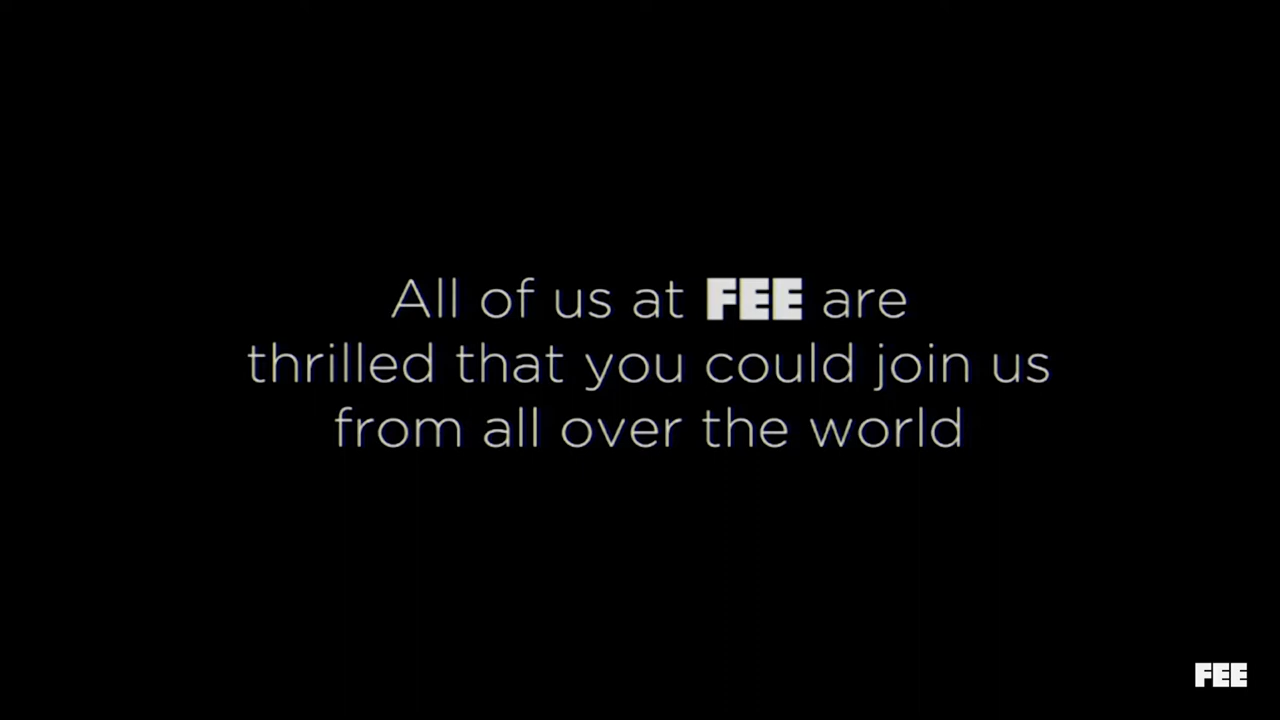 All of us at FEE are
thrilled that you could join us
from all over the world
FEE